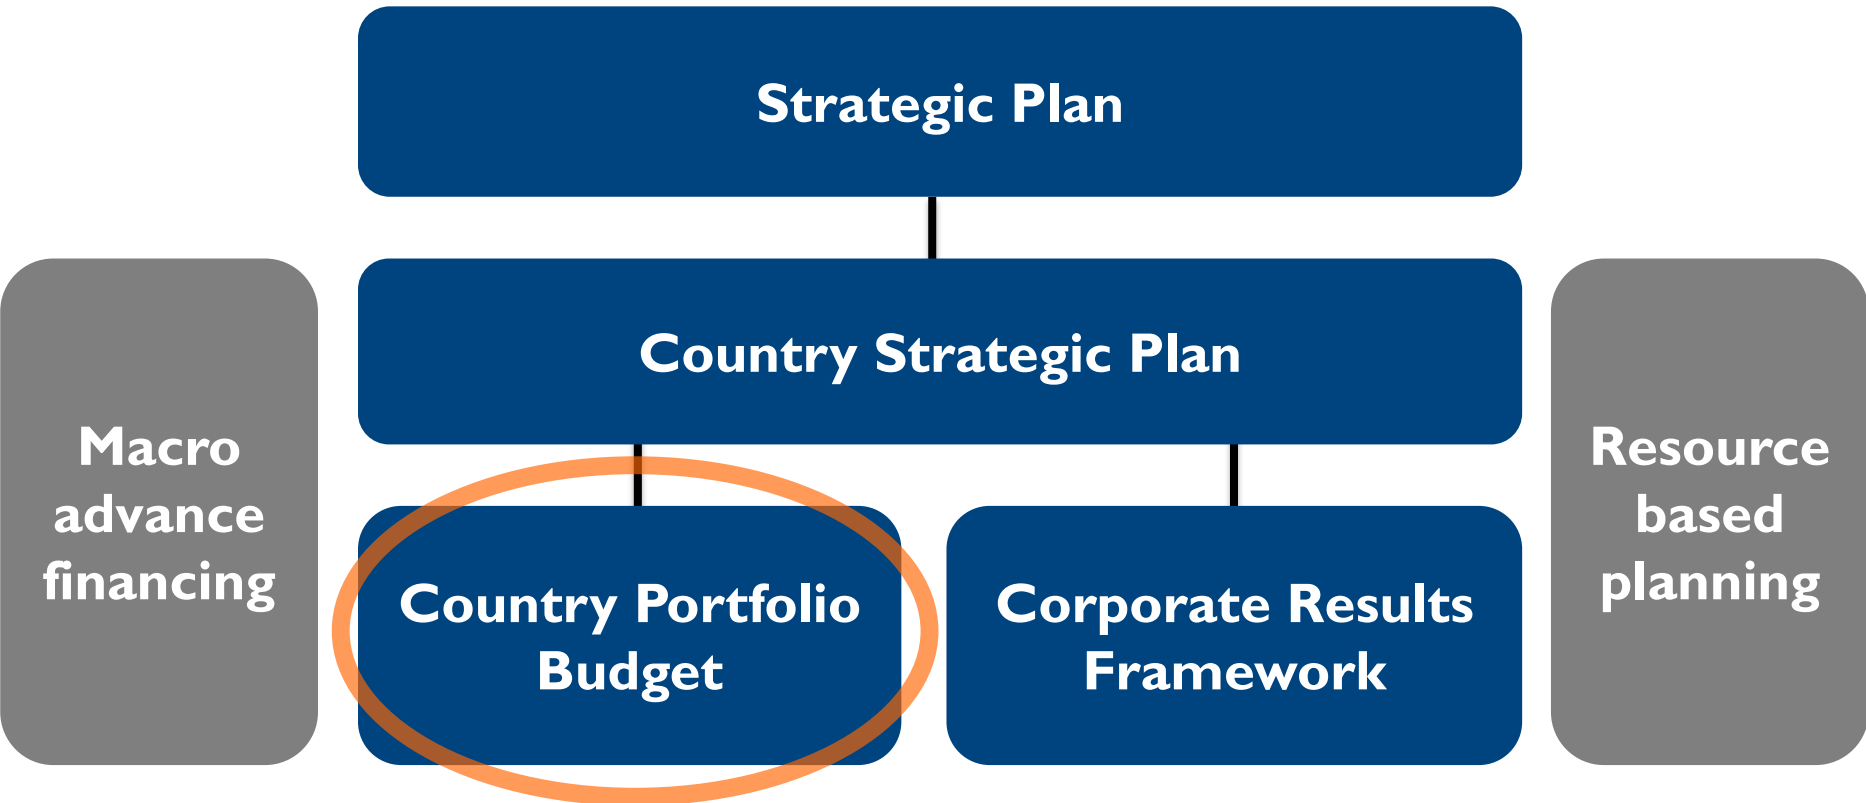 Strategic Plan
Country Strategic Plan
Macro
advance
financing
Country Portfolio
Budget
Corporate Results
Framework
Resource
based
planning